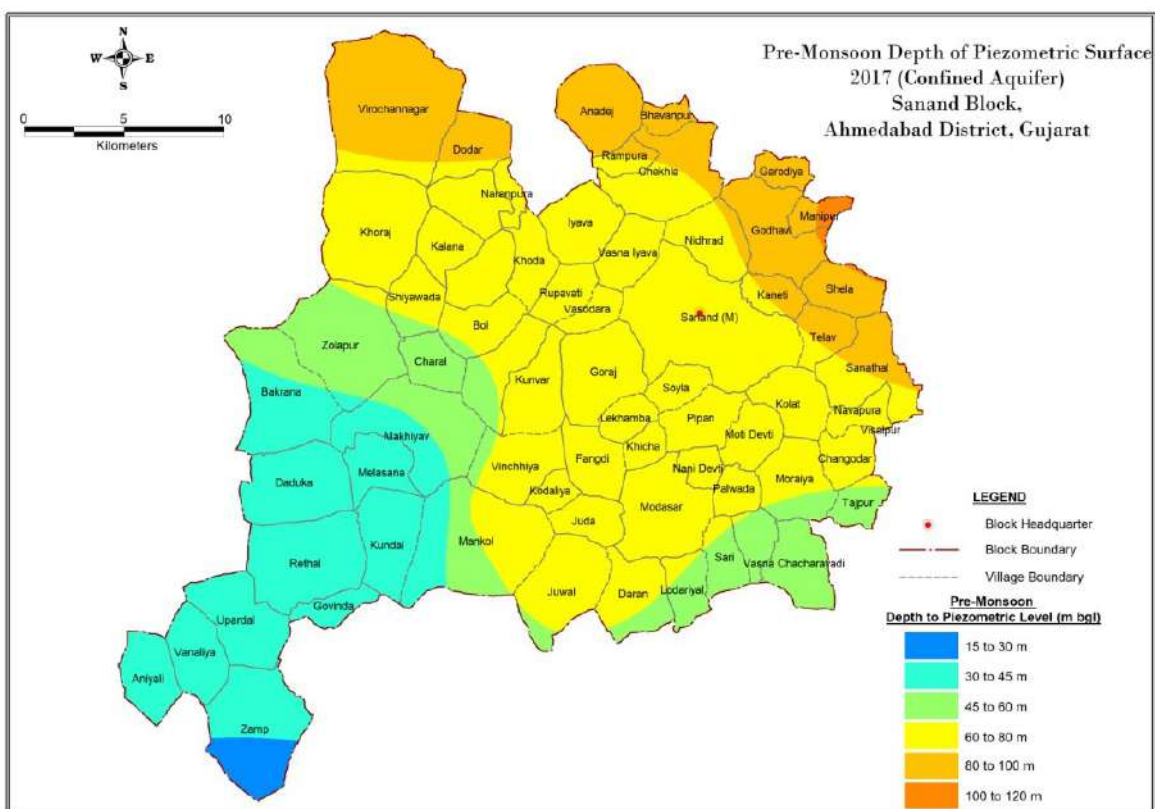 Pre-Monsoon Depth of Piezometric Surface
2017 (Confined Aquifer)
Sanand Block,
Ahmedabad District, Gujarat
N
W E
S
0 5 10
Kilometers
Virochannagar
Dodar
Anadej
Bhavanpur
Rampura
Chekhla
Garodiya
Naranpura
Manipur
Iyava
Godhavi
Khoraj
Kalana
Nidhrad
Khoda
Vasna Iyava
Shiyawada
Rupavati
Kaneti
Shela
Vasodara
Bol
Sanand (M)
Zolapur
Telav
Charal
Sanathal
Kunvar
Goraj
Bakrana
Soyla
Kolat
Lekhamba
Pipan
Navapura
Makhiyav
Moti Devti
Visalpur
Khicha
Melasana
Vinchhiya
Fangdi
Changodar
Daduka
Nani Devti
Moraiya
Kodaliya
Palwada
Tajpur
Modasar
Juda
Mankol
Kundal
Sari
Rethal
Vasna Chacharavadi
Juwal
Daran
Lodariyal
Govinda
Upardal
Vanaliya
Aniyali
Zamp
LEGEND
Block Headquarter
Block Boundary
Village Boundary
Pre-Monsoon
Depth to Piezometric Level (m bgl)
15 to 30 m
30 to 45 m
45 to 60 m
60 to 80 m
80 to 100 m
100 to 120 m